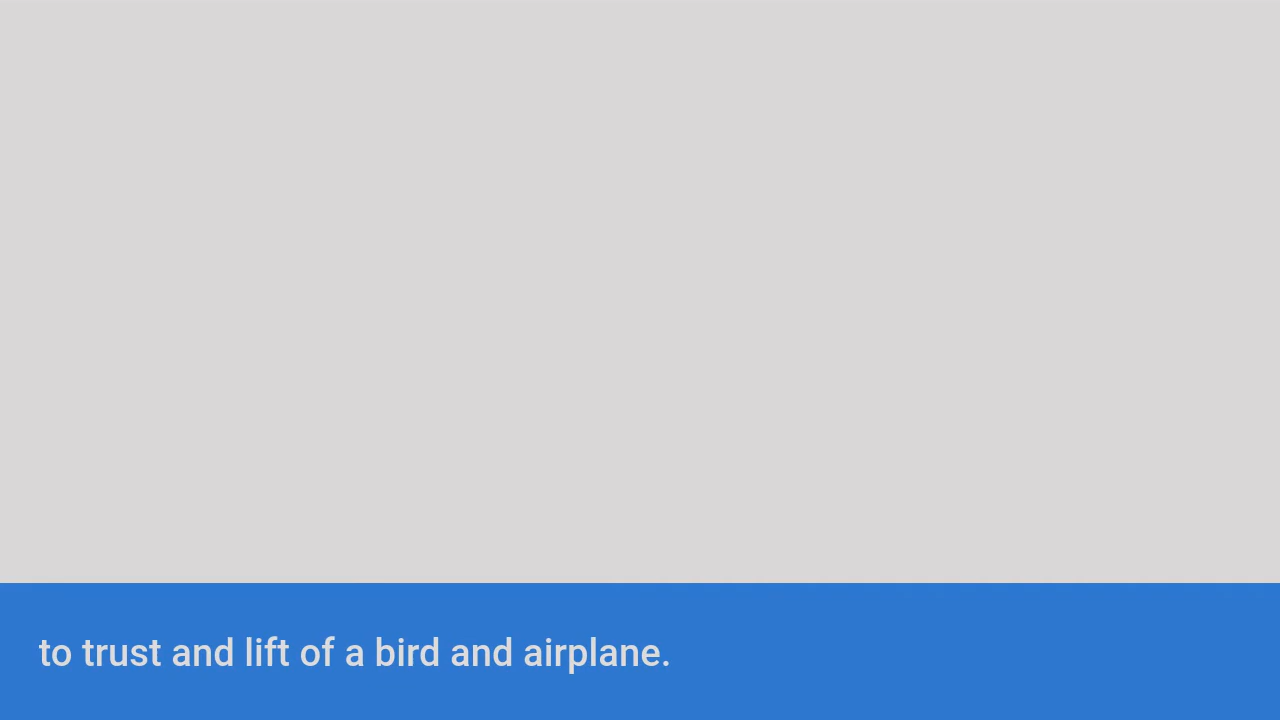 to trust and lift of a bird and airplane.